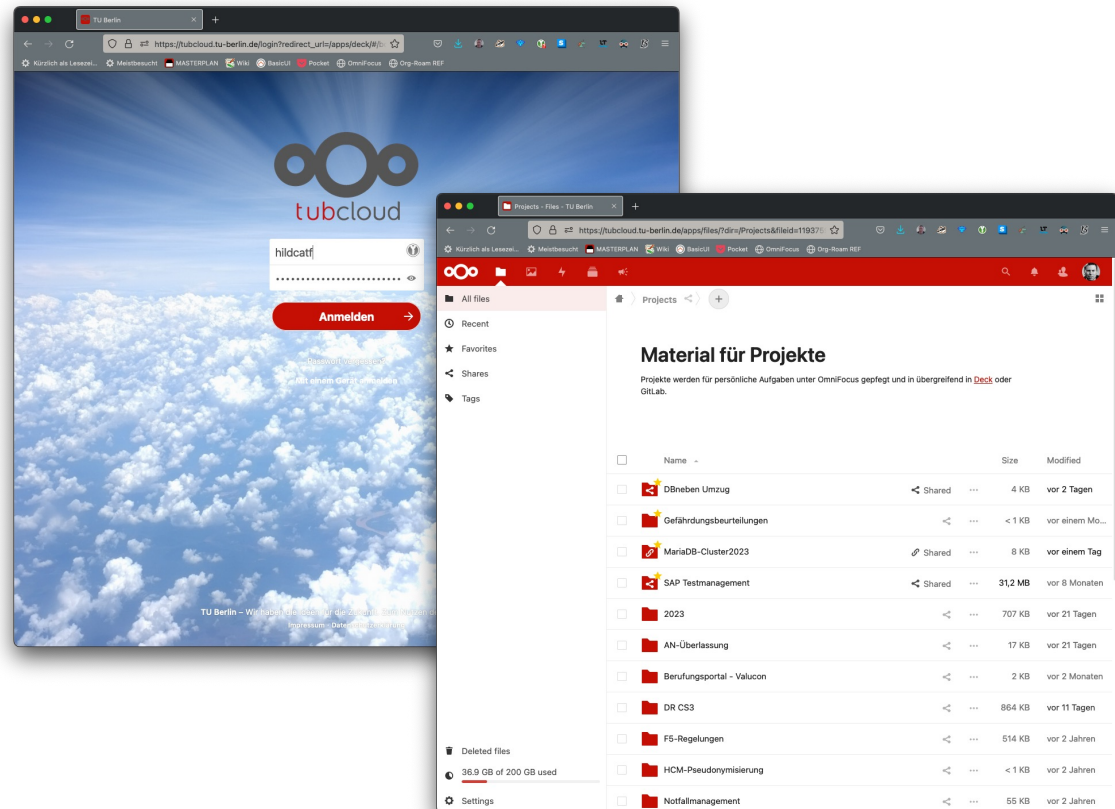 TU Berlin
https://tubcloud.tu-berlin.de/login?redirect_url=/apps/deck/#/b
Kürzlich als Lesezei... Meistbesucht MASTERPLAN Wiki BasicUI Pocket OmniFocus Org-Roam REF
tubcloud
hildcatf
Anmelden
Passwort vergessen?
Mit einem Gerät anmelden
TU Berlin – Wir haben die Ideen für die Zukunft.
Impressum
Projects - Files - TU Berlin
https://tubcloud.tu-berlin.de/apps/files/?dir=/Projects&fileid=119375
Kürzlich als Lesezei... Meistbesucht MASTERPLAN Wiki BasicUI Pocket OmniFocus Org-Roam REF
All files
Recent
Favorites
Shares
Tags
Projects
Material für Projekte
Projekte werden für persönliche Aufgaben unter OmniFocus gepfegt und in übergreifend in Deck oder
GitLab.
Name Size Modified
DBneben Umzug Shared 4 KB vor 2 Tagen
Gefährdungsbeurteilungen < 1 KB vor einem Mo...
MariaDB-Cluster2023 Shared 8 KB vor einem Tag
SAP Testmanagement Shared 31,2 MB vor 8 Monaten
2023 707 KB vor 21 Tagen
AN-Überlassung 17 KB vor 21 Tagen
Berufungsportal - Valucon 2 KB vor 2 Monaten
DR CS3 864 KB vor 11 Tagen
F5-Regelungen 514 KB vor 2 Jahren
HCM-Pseudonymisierung < 1 KB vor 2 Jahren
Notfallmanagement 55 KB vor 2 Jahren
Deleted files
36.9 GB of 200 GB used
Settings